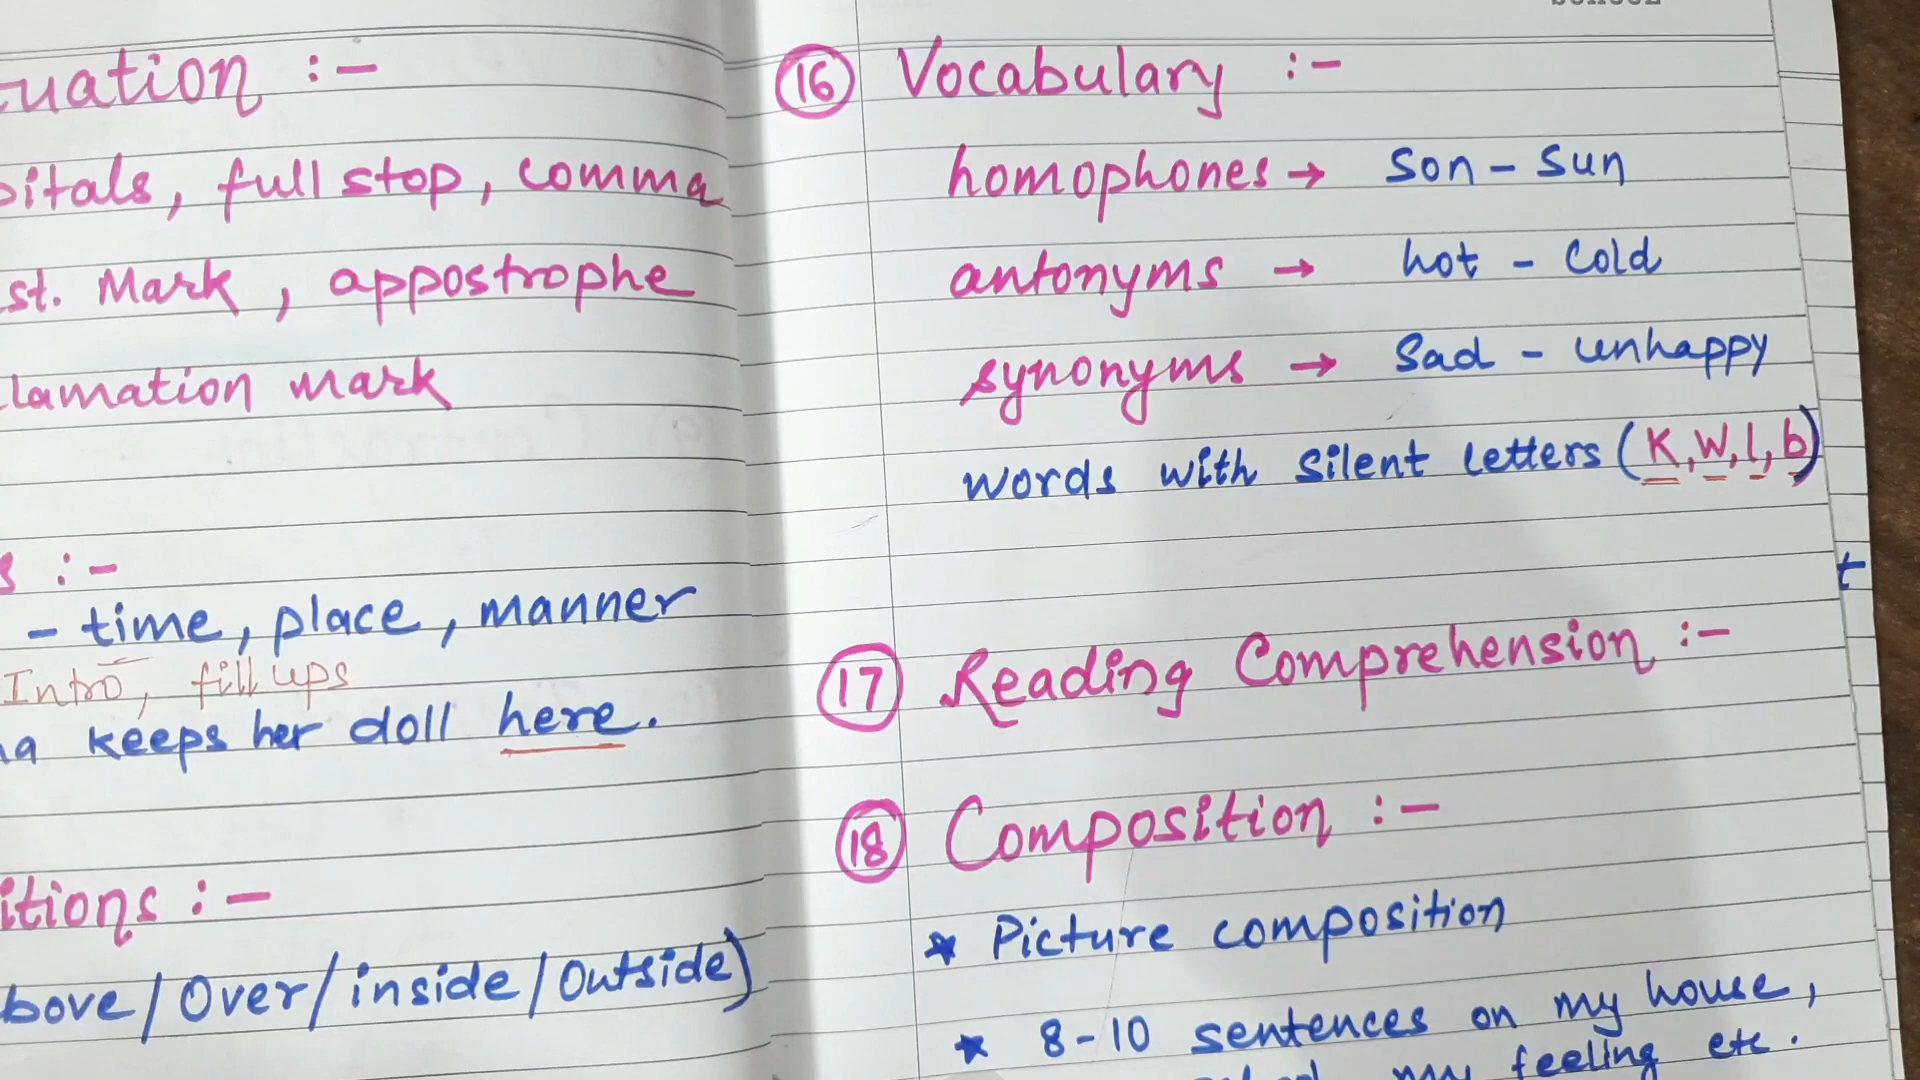 uation :-
pitals, full stop, comma
st. Mark, appostrophe
lamation mark
s :-
- time, place, manner
Intro, fill ups
na keeps her doll here.
itions :-
bove/Over/inside/Outside)
16 Vocabulary :-
homophones → Son - Sun
antonyms → hot - Cold
synonyms → Sad - unhappy
words with Silent letters (K,W,l,b)
t
17 Reading Comprehension :-
18 Composition :-
* Picture composition
* 8-10 sentences on my house,
my feeling etc.